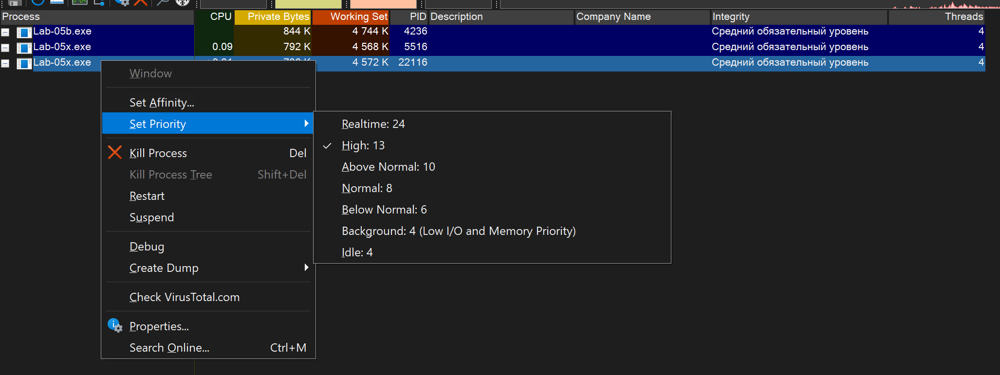 Process CPU Private Bytes Working Set PID Description Company Name Integrity Threads
Lab-05b.exe 844 K 4 744 K 4236 Средний обязательный уровень 4
Lab-05x.exe 0.09 792 K 4 568 K 5516 Средний обязательный уровень 4
Lab-05x.exe 4 572 K 22116 Средний обязательный уровень 4
Window
Set Affinity...
Set Priority
Kill Process Del
Kill Process Tree Shift+Del
Restart
Suspend
Debug
Create Dump
Check VirusTotal.com
Properties...
Search Online... Ctrl+M
Realtime: 24
High: 13
Above Normal: 10
Normal: 8
Below Normal: 6
Background: 4 (Low I/O and Memory Priority)
Idle: 4